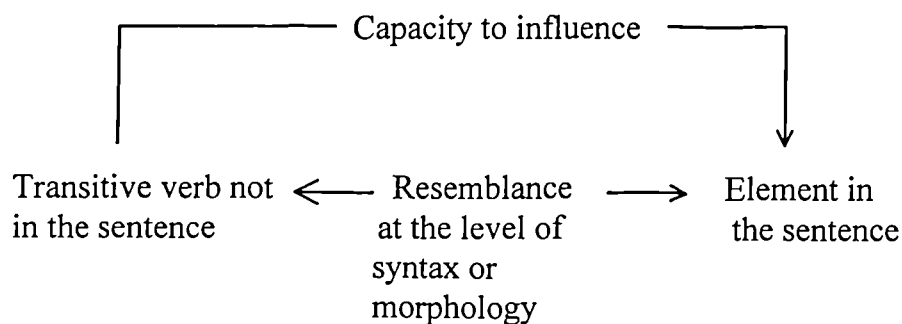 Capacity to influence
Transitive verb not
in the sentence
Resemblance
at the level of
syntax or
morphology
Element in
the sentence